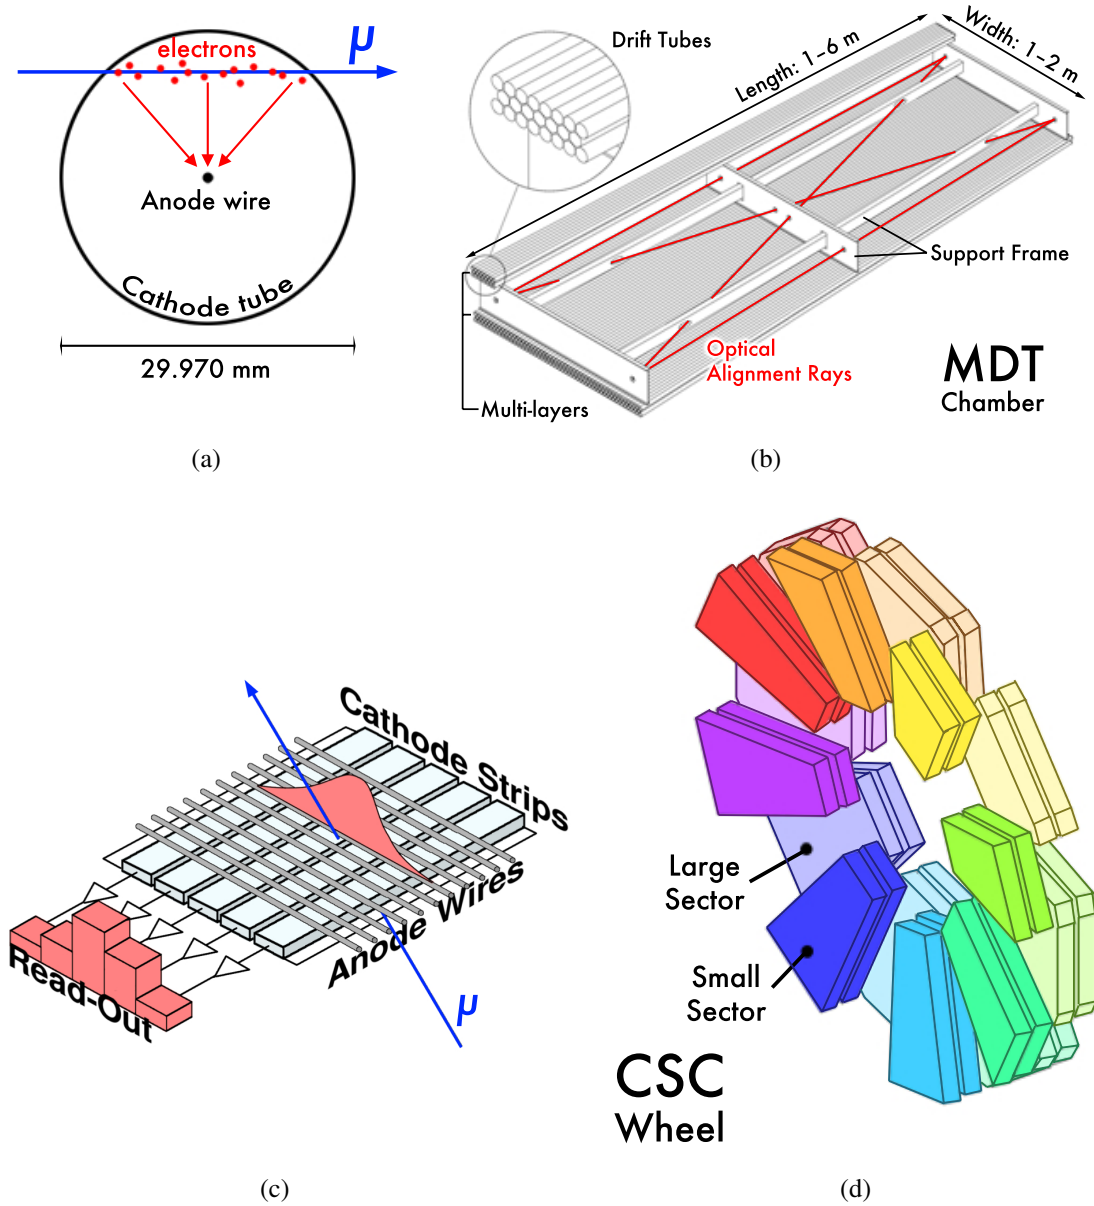 μ
electrons
Anode wire
Cathode tube
29.970 mm
(a)
Drift Tubes
Length: 1–6 m
Width: 1–2 m
Support Frame
Optical
Alignment Rays
Multi-layers
MDT
Chamber
(b)
Cathode Strips
Anode Wires
Read-Out
μ
(c)
Large
Sector
Small
Sector
CSC
Wheel
(d)